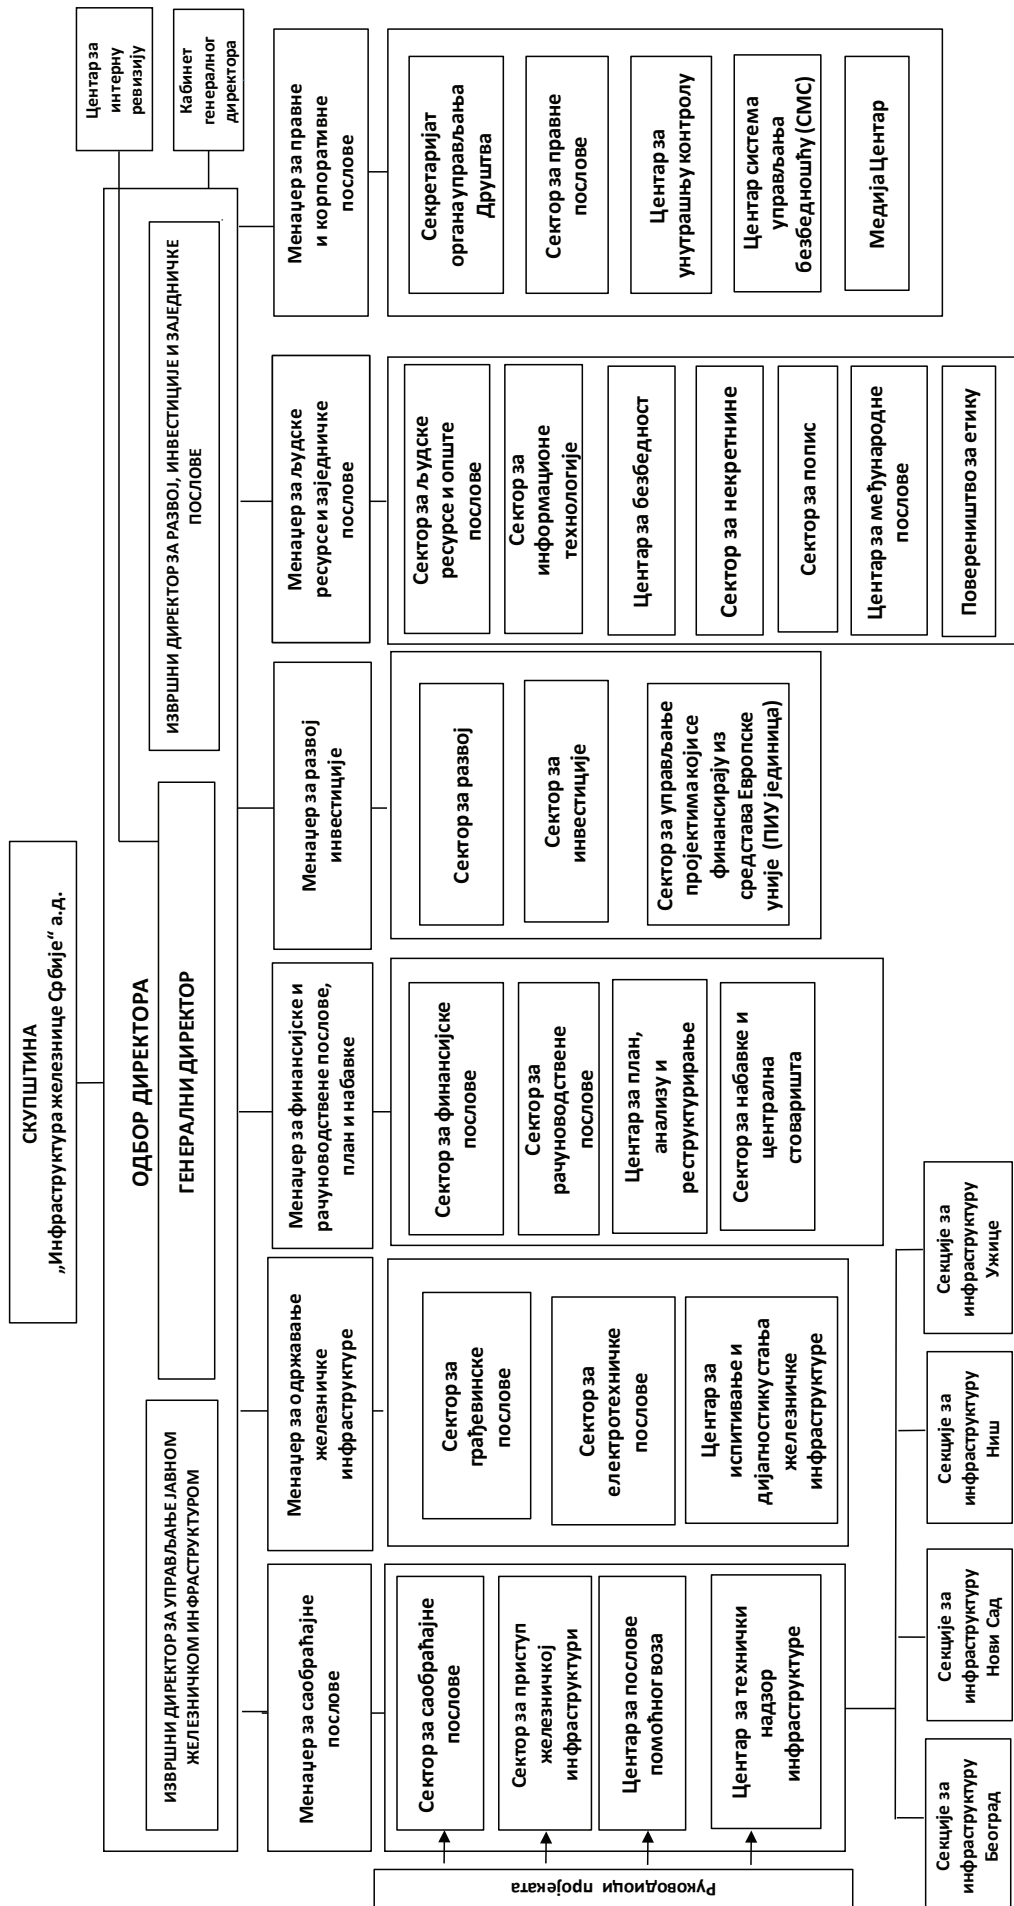 СКУПШТИНА
„Инфраструктура железнице Србије“ а.д.
Центар за
интерну
ревизију
Кабинет
генералног
директора
ОДБОР ДИРЕКТОРА
ГЕНЕРАЛНИ ДИРЕКТОР
ИЗВРШНИ ДИРЕКТОР ЗА УПРАВЉАЊЕ ЈАВНОМ
ЖЕЛЕЗНИЧКОМ ИНФРАСТРУКТУРОМ
ИЗВРШНИ ДИРЕКТОР ЗА РАЗВОЈ, ИНВЕСТИЦИЈЕ И ЗАЈЕДНИЧКЕ
ПОСЛОВЕ
Менаџер за саобраћајне
послове
Менаџер за одржавање
железничке
инфраструктуре
Менаџер за финансијске и
рачуноводствене послове,
план и набавке
Менаџер за развој
инвестиције
Менаџер за људске
ресурсе и заједничке
послове
Менаџер за правне
и корпоративне
послове
Руководиоци пројеката
Сектор за саобраћајне
послове
Сектор за приступ
железничкој
инфраструктури
Центар за послове
помоћног воза
Центар за технички
надзор
инфраструктуре
Сектор за
грађевинске
послове
Сектор за
електротехничке
послове
Центар за
испитивање и
дијагностику стања
железничке
инфраструктуре
Сектор за финансијске
послове
Сектор за
рачуноводствене
послове
Центар за план,
анализу и
реструктурирање
Сектор за набавке и
централна
стоваришта
Сектор за развој
Сектор за
инвестиције
Сектор за управљање
пројектима који се
финансирају из
средстава Европске
уније (ПИУ јединица)
Сектор за људске
ресурсе и опште
послове
Сектор за
информационе
технологије
Центар за безбедност
Сектор за некретнине
Сектор за попис
Центар за међународне
послове
Повереништво за етику
Секретаријат
органа управљања
Друштва
Сектор за правне
послове
Центар за
унутрашњу контролу
Центар система
управљања
безбедношћу (СМС)
Медија Центар
Секције за
инфраструктуру
Београд
Секције за
инфраструктуру
Нови Сад
Секције за
инфраструктуру
Ниш
Секције за
инфраструктуру
Ужице